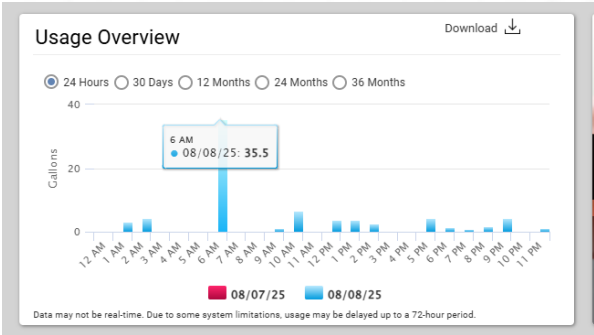 Usage Overview
Download
24 Hours 30 Days 12 Months 24 Months 36 Months
40
6 AM
08/08/25: 35.5
Gallons
20
0
12 AM 1 AM 2 AM 3 AM 4 AM 5 AM 6 AM 7 AM 8 AM 9 AM 10 AM 11 AM 12 PM 1 PM 2 PM 3 PM 4 PM 5 PM 6 PM 7 PM 8 PM 9 PM 10 PM 11 PM
08/07/25 08/08/25
Data may not be real-time. Due to some system limitations, usage may be delayed up to a 72-hour period.